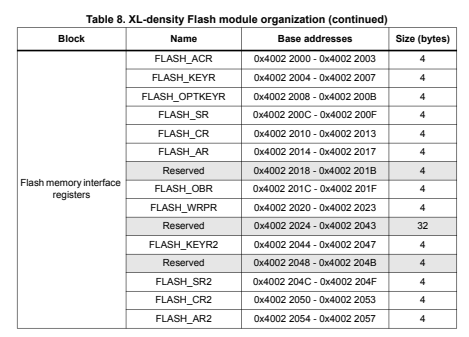 Table 8. XL-density Flash module organization (continued)
Block Name Base addresses Size (bytes)
Flash memory interface
registers
FLASH_ACR 0x4002 2000 - 0x4002 2003 4
FLASH_KEYR 0x4002 2004 - 0x4002 2007 4
FLASH_OPTKEYR 0x4002 2008 - 0x4002 200B 4
FLASH_SR 0x4002 200C - 0x4002 200F 4
FLASH_CR 0x4002 2010 - 0x4002 2013 4
FLASH_AR 0x4002 2014 - 0x4002 2017 4
Reserved 0x4002 2018 - 0x4002 201B 4
FLASH_OBR 0x4002 201C - 0x4002 201F 4
FLASH_WRPR 0x4002 2020 - 0x4002 2023 4
Reserved 0x4002 2024 - 0x4002 2043 32
FLASH_KEYR2 0x4002 2044 - 0x4002 2047 4
Reserved 0x4002 2048 - 0x4002 204B 4
FLASH_SR2 0x4002 204C - 0x4002 204F 4
FLASH_CR2 0x4002 2050 - 0x4002 2053 4
FLASH_AR2 0x4002 2054 - 0x4002 2057 4